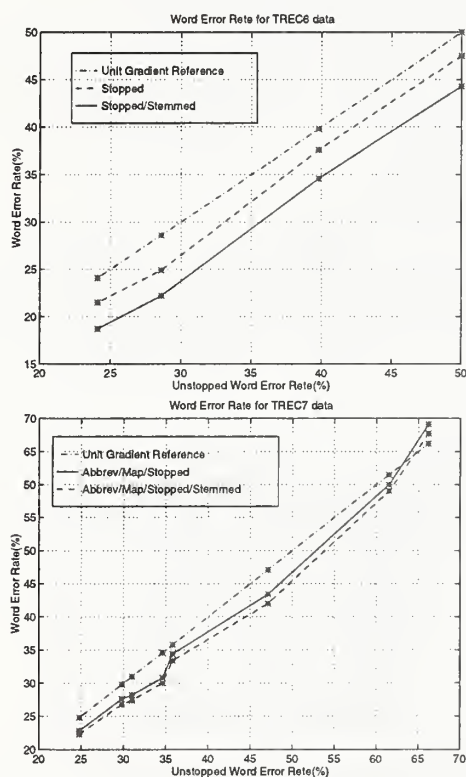 Word Error Rete for TREC6 data
50
45
40
35
30
25
20
15
Word Error Rate(%)
Unit Gradient Reference
Stopped
Stopped/Stemmed
20 25 30 35 40 45 50
Unstopped Word Error Rete(%)
Word Error Rate for TREC7 data
70
65
60
55
50
45
40
35
30
25
20
Word Error Rate(%)
Unit Gradient Reference
Abbrev/Map/Stopped
Abbrev/Map/Stopped/Stemmed
20 25 30 35 40 45 50 55 60 65 70
Unstopped Word Error Rate(%)